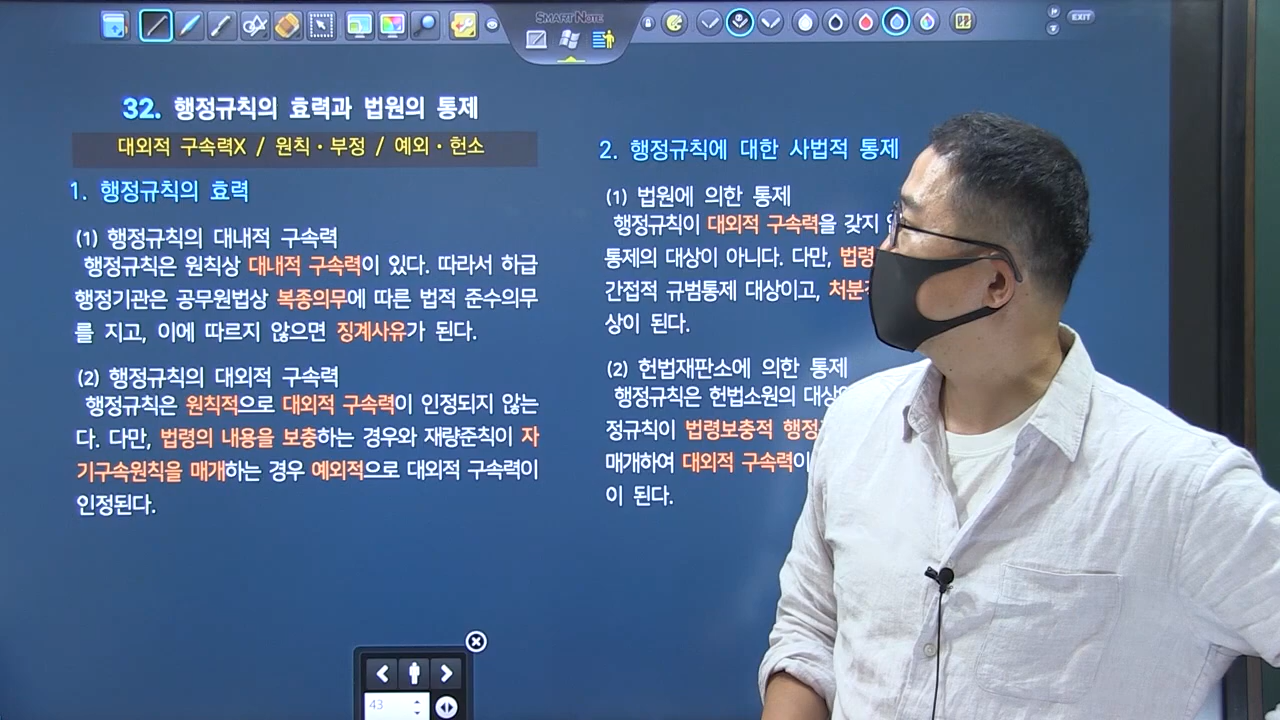 SMARTNOTE
EXIT
32. 행정규칙의 효력과 법원의 통제
대외적 구속력X / 원칙·부정 / 예외·헌소
1. 행정규칙의 효력
(1) 행정규칙의 대내적 구속력
행정규칙은 원칙상 대내적 구속력이 있다. 따라서 하급
행정기관은 공무원법상 복종의무에 따른 법적 준수의무
를 지고, 이에 따르지 않으면 징계사유가 된다.
(2) 행정규칙의 대외적 구속력
행정규칙은 원칙적으로 대외적 구속력이 인정되지 않는
다. 다만, 법령의 내용을 보충하는 경우와 재량준칙이 자
기구속원칙을 매개하는 경우 예외적으로 대외적 구속력이
인정된다.
2. 행정규칙에 대한 사법적 통제
(1) 법원에 의한 통제
행정규칙이 대외적 구속력을 갖지
통제의 대상이 아니다. 다만, 법령
간접적 규범통제 대상이고, 처분
상이 된다.
(2) 헌법재판소에 의한 통제
행정규칙은 헌법소원의 대상
정규칙이 법령보충적 행정
매개하여 대외적 구속력이
이 된다.
43